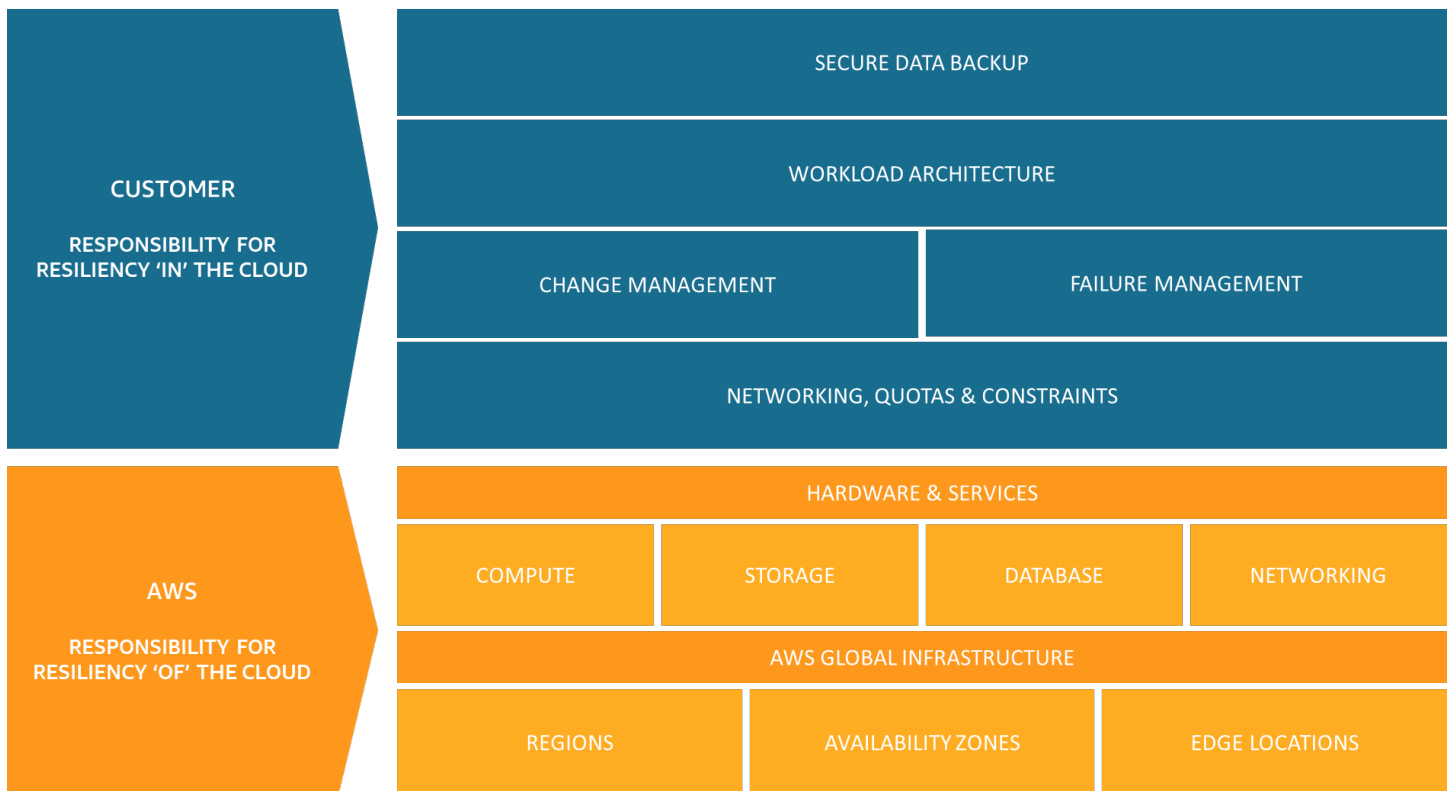 CUSTOMER
RESPONSIBILITY FOR
RESILIENCY ‘IN’ THE CLOUD
SECURE DATA BACKUP
WORKLOAD ARCHITECTURE
CHANGE MANAGEMENT
FAILURE MANAGEMENT
NETWORKING, QUOTAS & CONSTRAINTS
AWS
RESPONSIBILITY FOR
RESILIENCY ‘OF’ THE CLOUD
HARDWARE & SERVICES
COMPUTE
STORAGE
DATABASE
NETWORKING
AWS GLOBAL INFRASTRUCTURE
REGIONS
AVAILABILITY ZONES
EDGE LOCATIONS